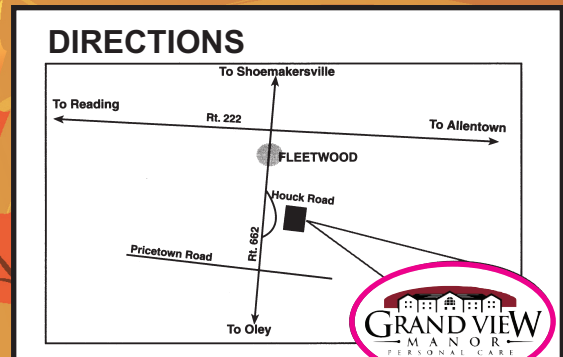 DIRECTIONS
To Shoemakersville
To Reading
Rt. 222
To Allentown
FLEETWOOD
Houck Road
Rt. 662
Pricetown Road
To Oley
GRAND VIEW
MANOR
PERSONAL CARE